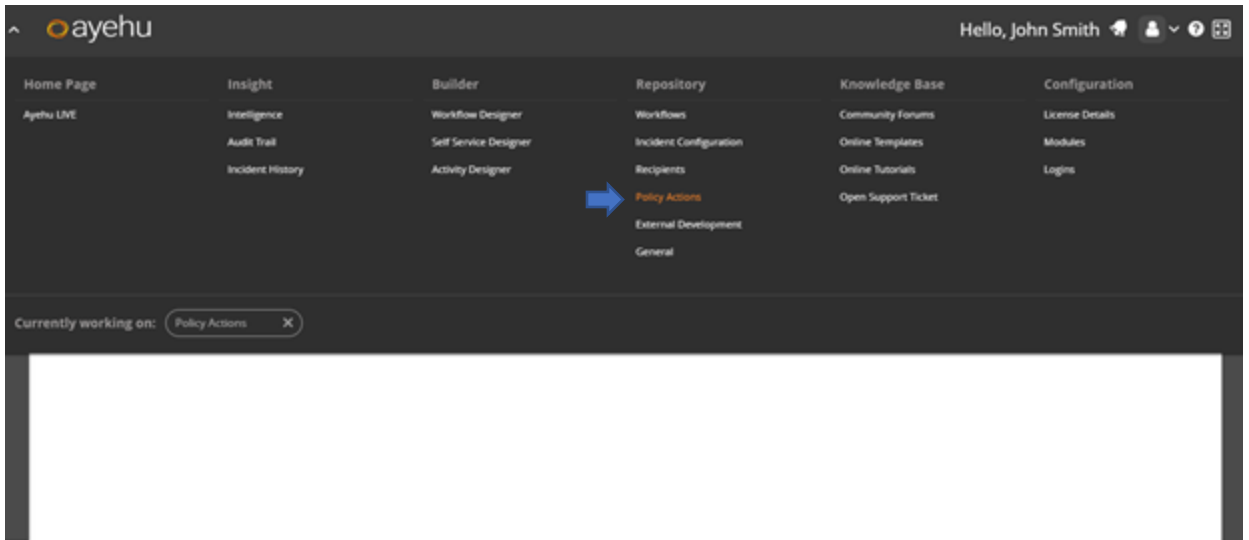 ayehu
Hello, John Smith
Home Page
Ayehu LIVE
Insight
Intelligence
Audit Trail
Incident History
Builder
Workflow Designer
Self Service Designer
Activity Designer
Repository
Workflows
Incident Configuration
Recipients
Policy Actions
External Development
General
Knowledge Base
Community Forums
Online Templates
Online Tutorials
Open Support Ticket
Configuration
License Details
Modules
Logins
Currently working on: Policy Actions